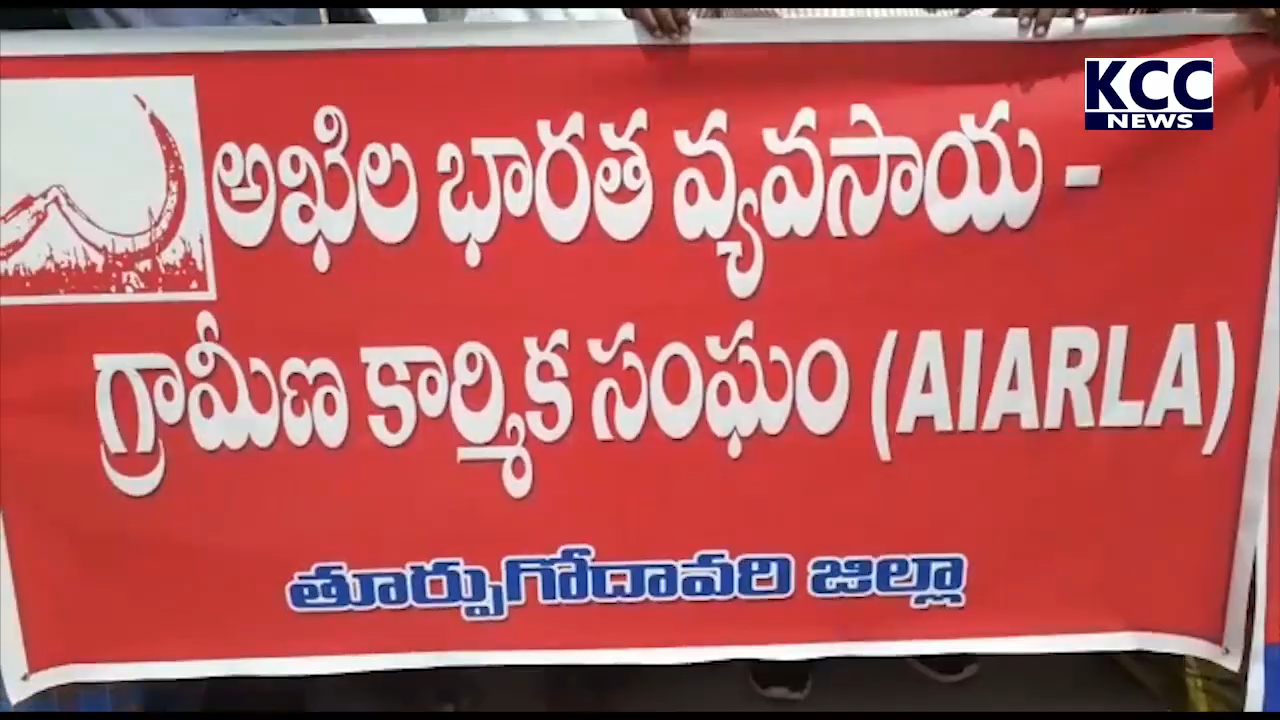 KCC
NEWS
అఖిల భారత వ్యవసాయ -
గ్రామీణ కార్మిక సంఘం (AIARLA)
తూర్పుగోదావరి జిల్లా